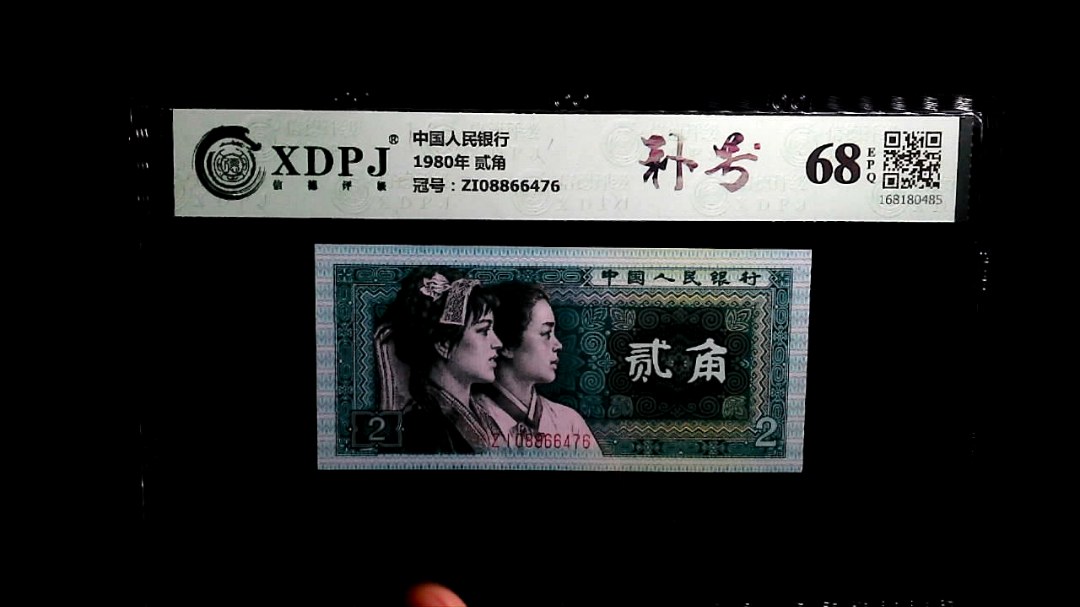 XDPJ®
信德评级
中国人民银行
1980年 贰角
冠号：ZI08866476
补号
68
EPQ
168180485
中国人民银行
贰角
2
ZI08866476
2